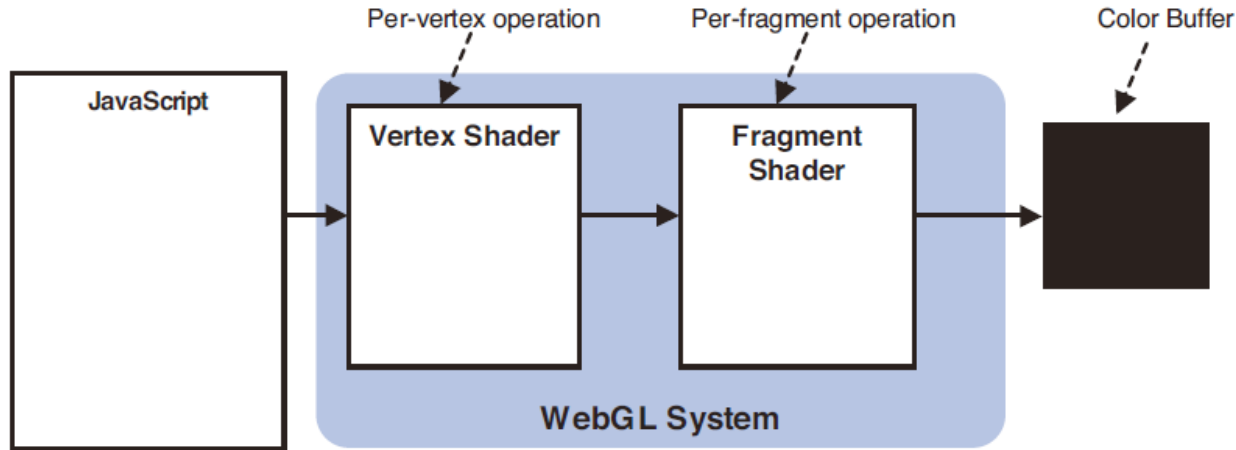 Per-vertex operation
Per-fragment operation
Color Buffer
JavaScript
Vertex Shader
Fragment
Shader
WebGL System